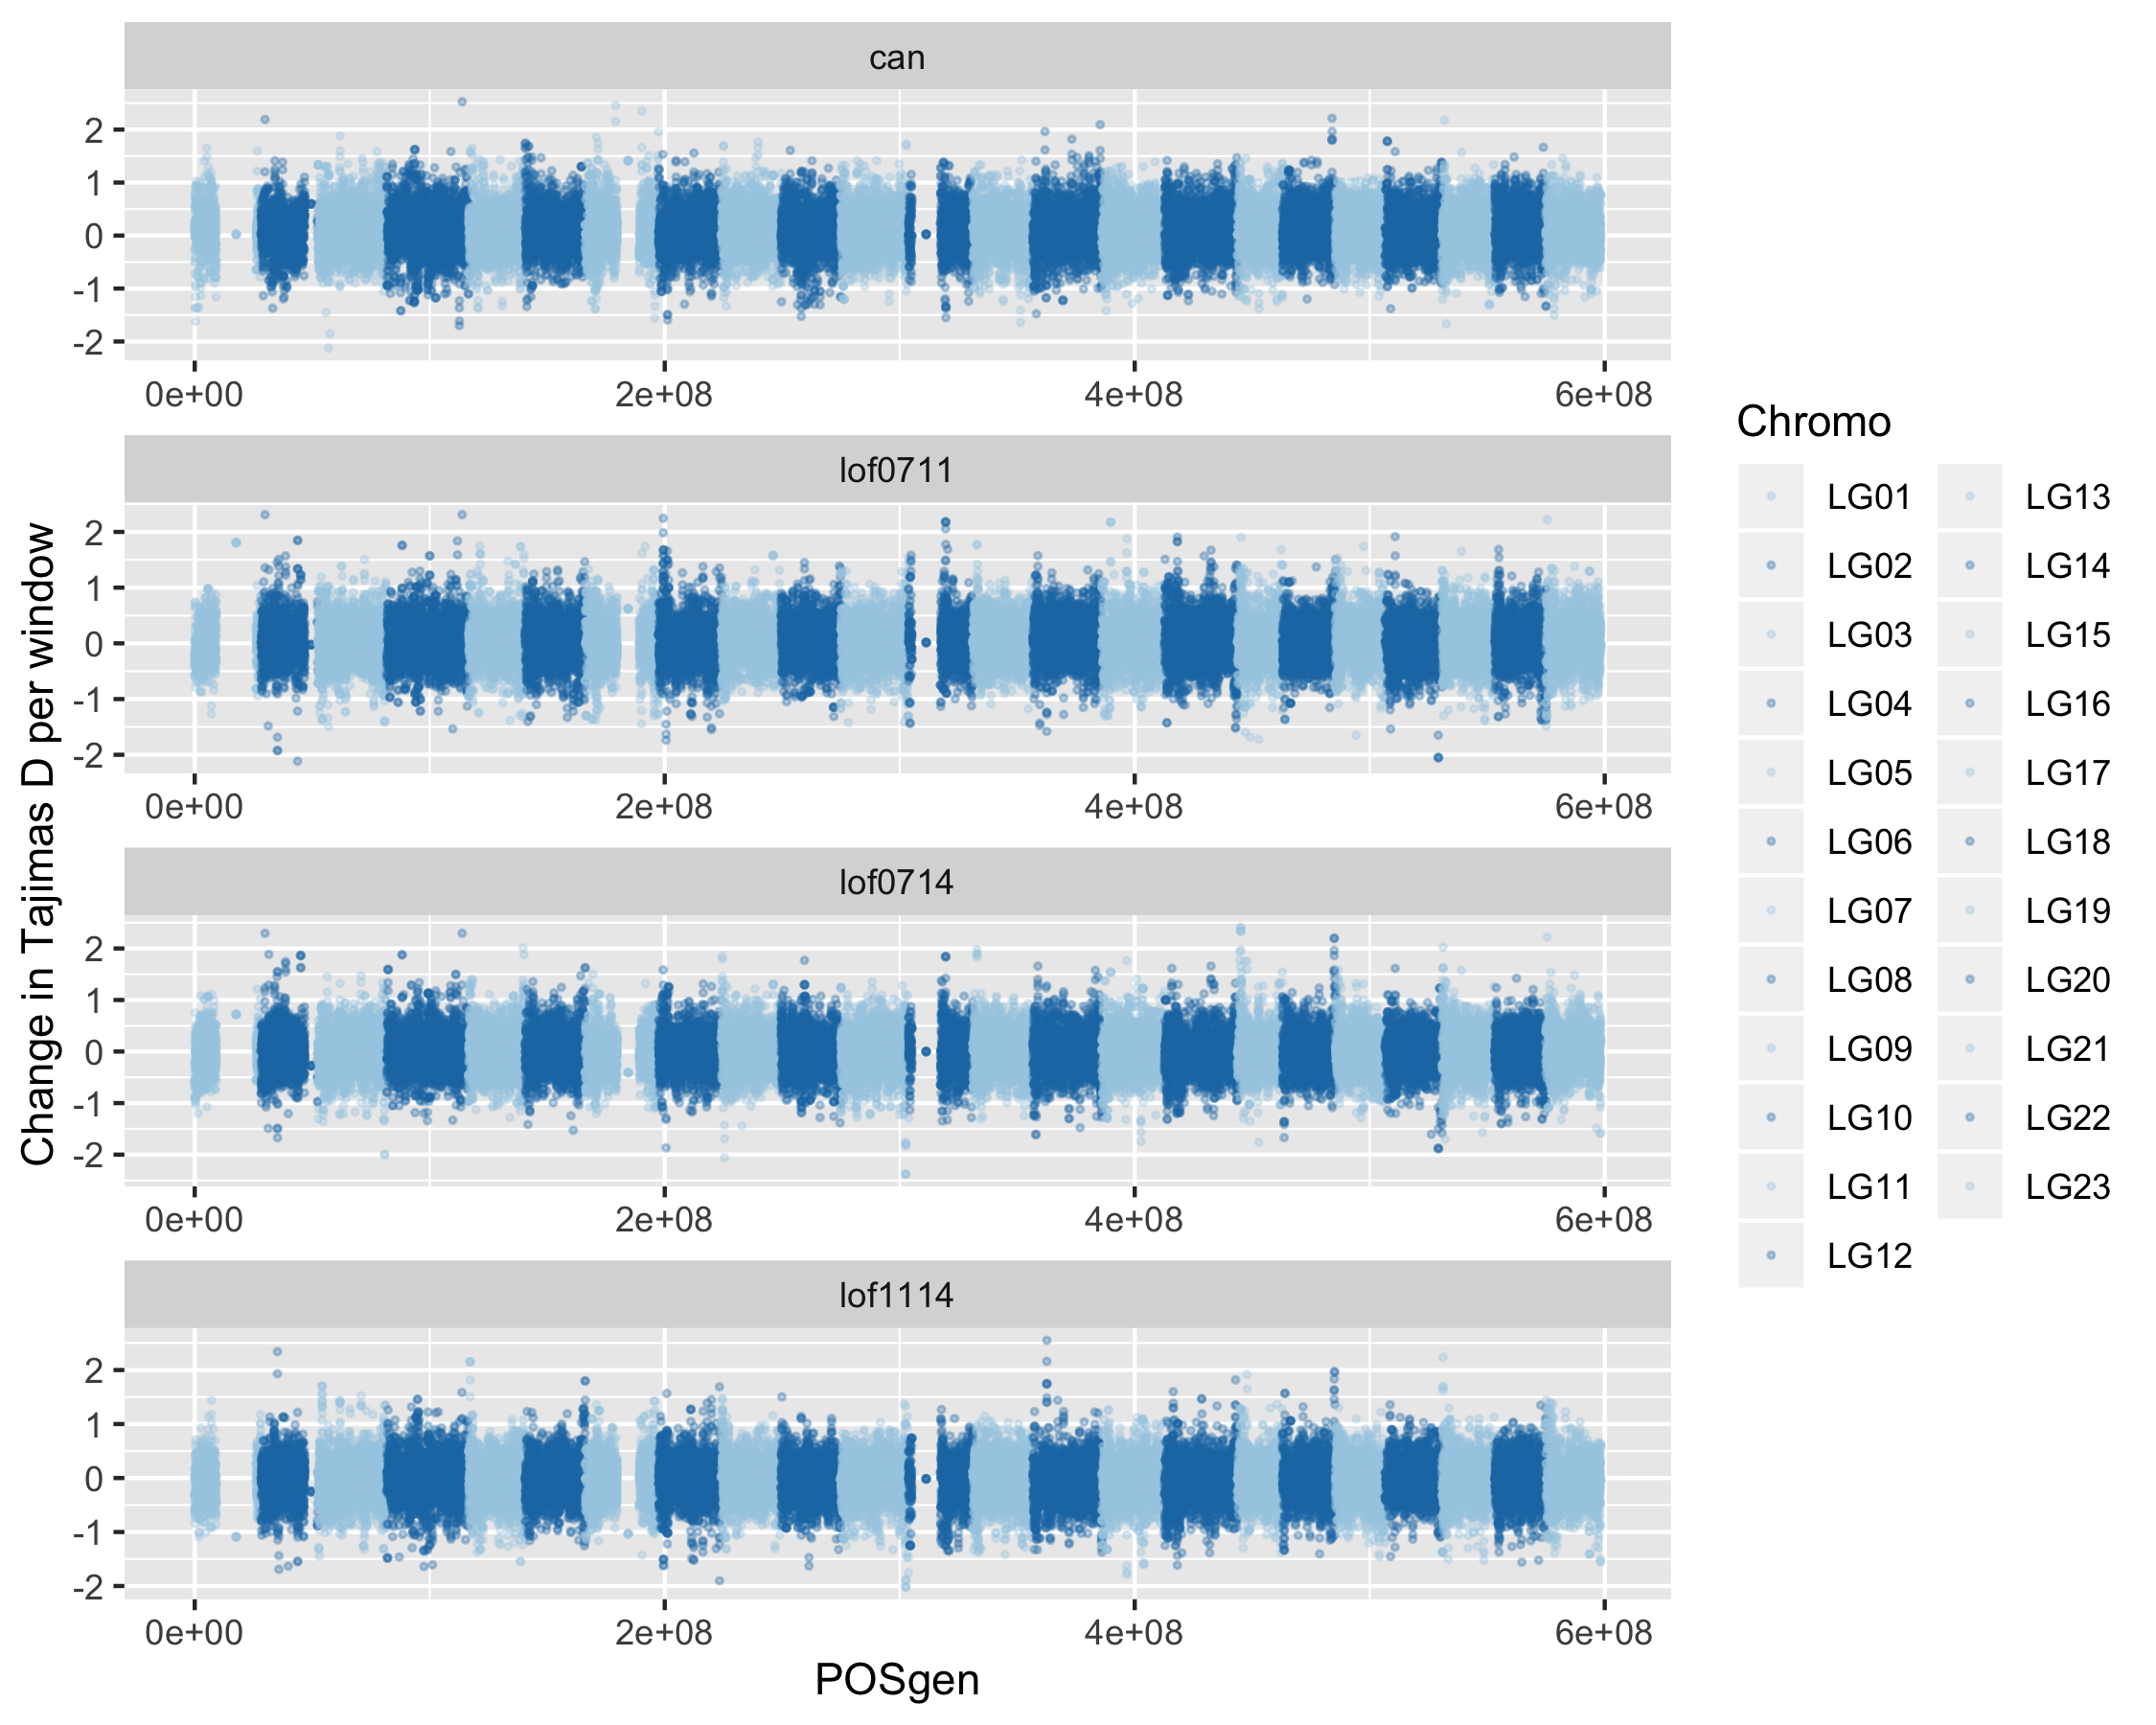 can
2
1
0
-1
-2
0e+00 2e+08 4e+08 6e+08
lof0711
2
1
0
-1
-2
0e+00 2e+08 4e+08 6e+08
lof0714
2
1
0
-1
-2
0e+00 2e+08 4e+08 6e+08
lof1114
2
1
0
-1
-2
0e+00 2e+08 4e+08 6e+08
POSgen
Change in Tajimas D per window
Chromo
LG01 LG13
LG02 LG14
LG03 LG15
LG04 LG16
LG05 LG17
LG06 LG18
LG07 LG19
LG08 LG20
LG09 LG21
LG10 LG22
LG11 LG23
LG12